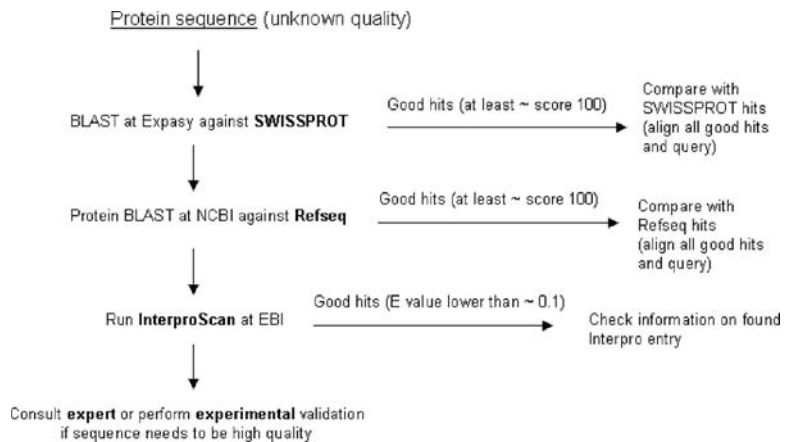 Protein sequence (unknown quality)
Good hits (at least ~ score 100)
Compare with
SWISSPROT hits
(align all good hits
and query)
BLAST at Expasy against SWISSPROT
Good hits (at least ~ score 100)
Compare with
Refseq hits
(align all good hits
and query)
Protein BLAST at NCBI against Refseq
Good hits (E value lower than ~ 0.1)
Run InterproScan at EBI
Check information on found
Interpro entry
Consult expert or perform experimental validation
if sequence needs to be high quality